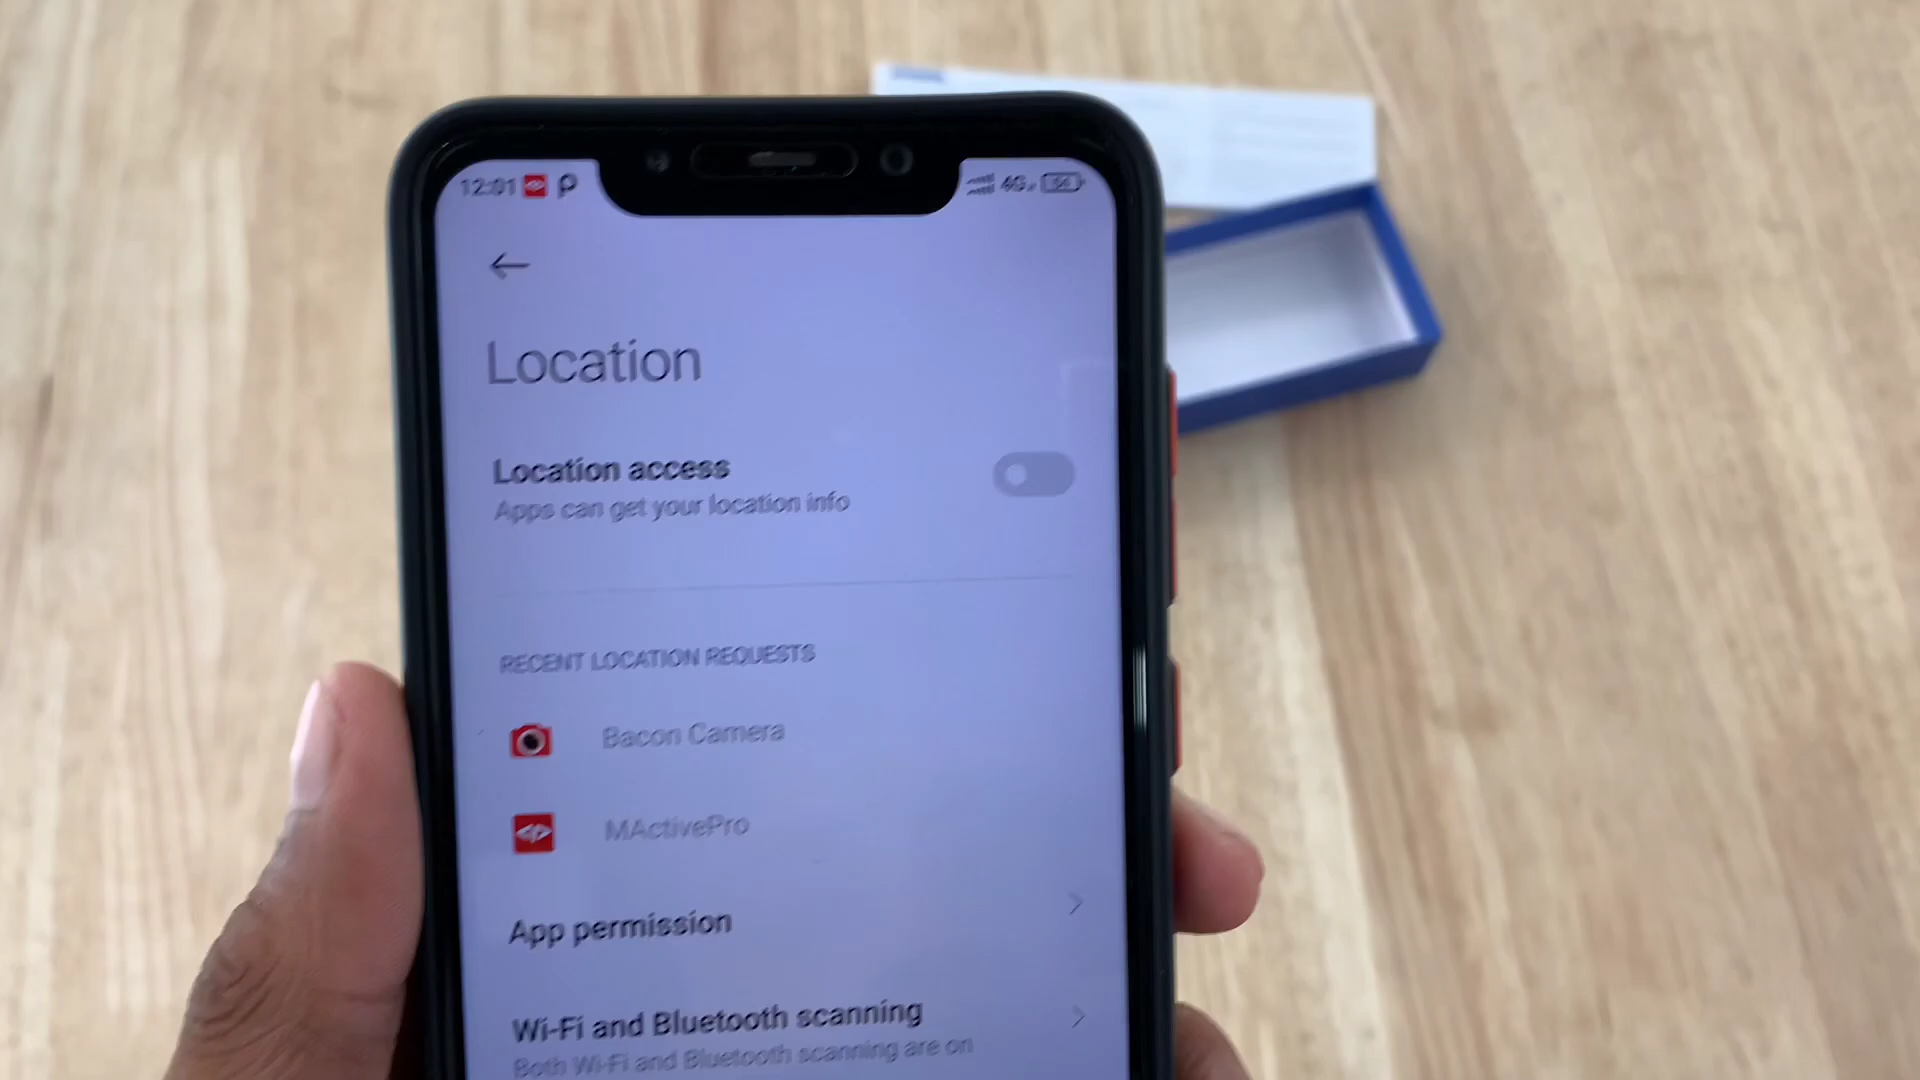 12:01
4G
Location
Location access
Apps can get your location info
RECENT LOCATION REQUESTS
Bacon Camera
MActivePro
App permission
Wi-Fi and Bluetooth scanning
Both Wi-Fi and Bluetooth scanning are on